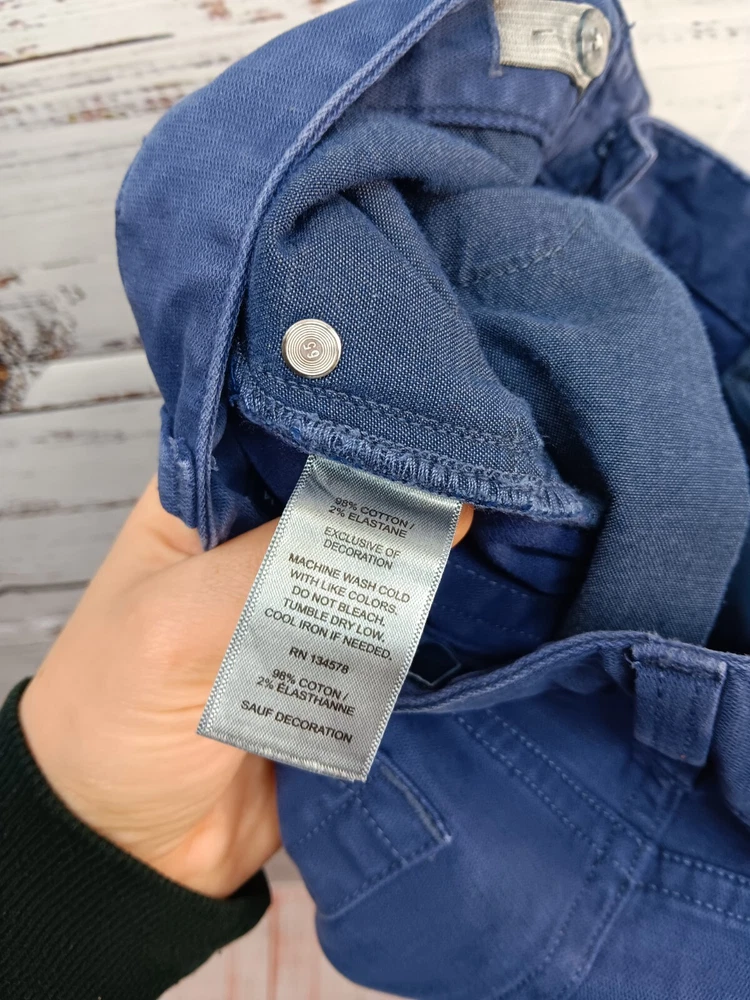 98% COTTON /
2% ELASTANE
EXCLUSIVE OF
DECORATION
MACHINE WASH COLD
WITH LIKE COLORS.
DO NOT BLEACH.
TUMBLE DRY LOW.
COOL IRON IF NEEDED.
RN 134578
98% COTON /
2% ÉLASTHANNE
SAUF DECORATION